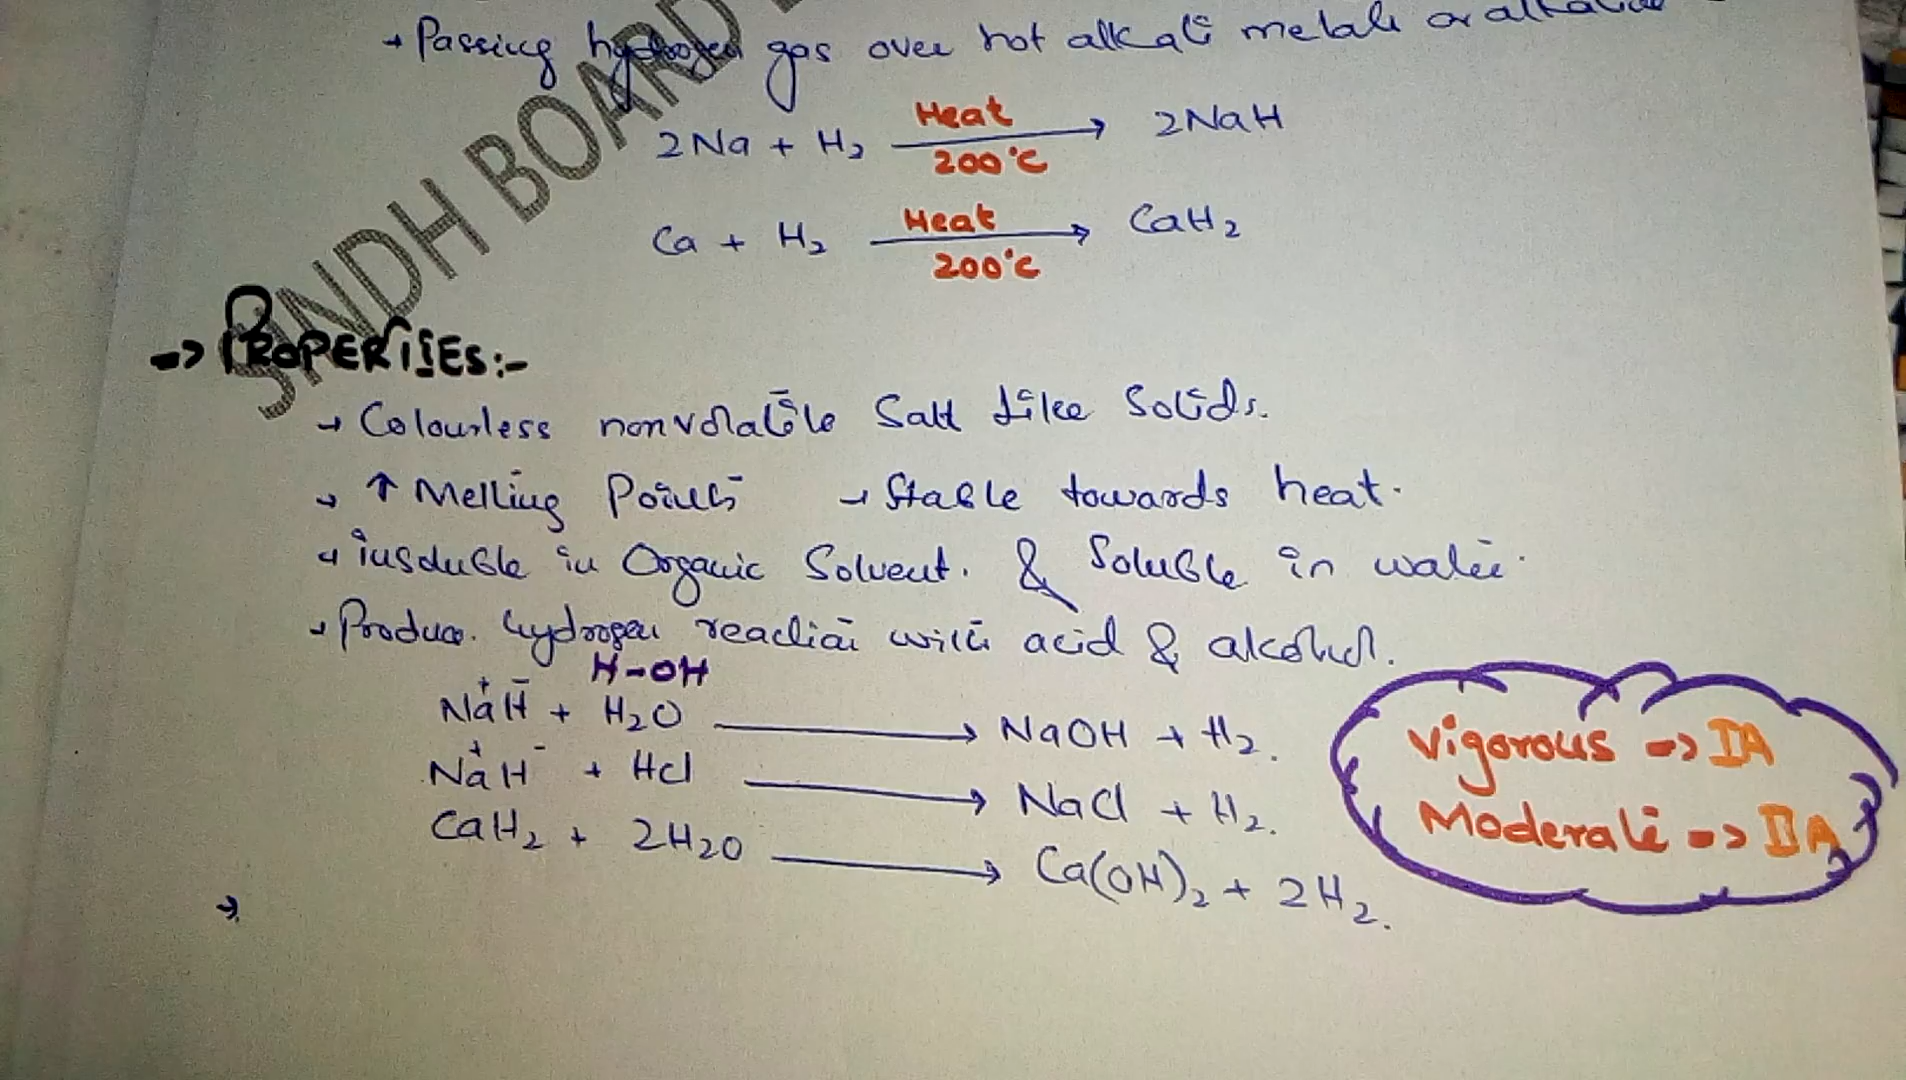 → Passing hydrogen gas over hot alkali metals or
2Na + H₂ Heat 200°C → 2NaH
Ca + H₂ Heat 200°C → CaH₂
SINDH BOARD
⇒ PROPERTIES:-
→ Colourless nonvolatile Salt Like Solids.
→ ↑ Melting Points → Stable towards heat.
→ insoluble in Organic Solvent. & Soluble in water.
→ Produce. hydrogen reaction with acid & alcohol.
H-OH
Na⁺H⁻ + H₂O → NaOH + H₂.
Na⁺H⁻ + HCl → NaCl + H₂.
CaH₂ + 2H₂O → Ca(OH)₂ + 2H₂.
Vigorous ⇒ IA
Moderate ⇒ IIA
→